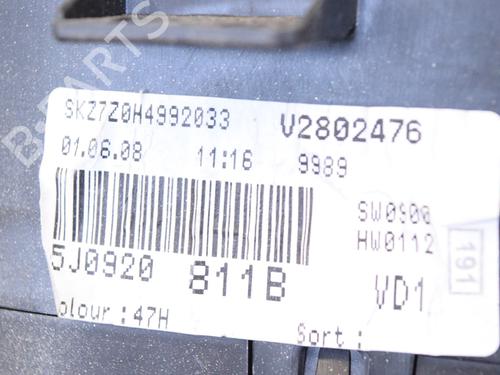 B-PARTS
SKZ7Z0H4992033 V2802476
01.06.08 11:16 9989
SW0900
HW0112
191
5J0920 811B VD1
olour : 47H Sort :